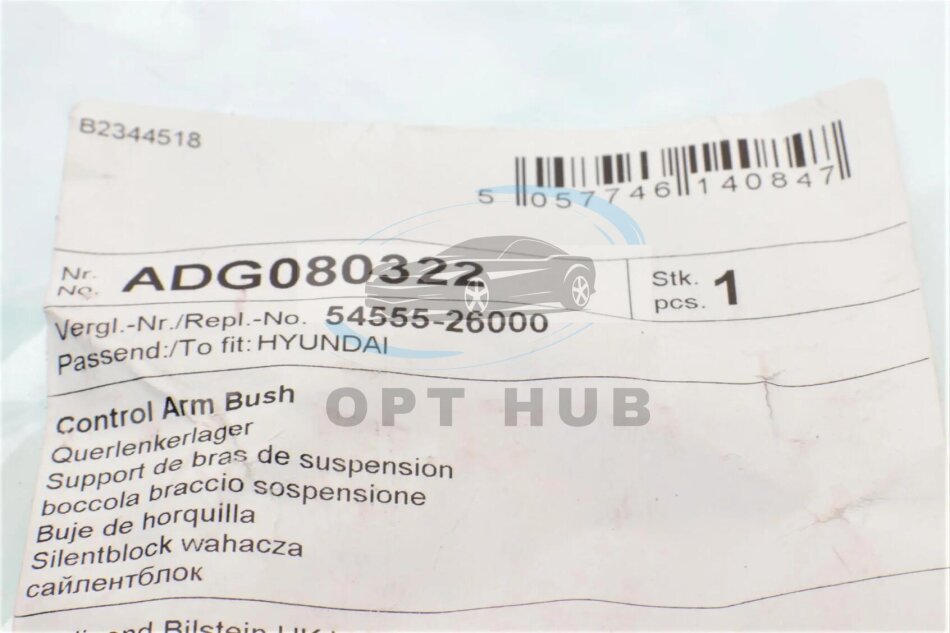 B2344518
5 057746 140847
Nr. No. ADG080322 Stk. pcs. 1
Vergl.-Nr./Repl.-No. 54555-26000
Passend:/To fit: HYUNDAI
OPT HUB
Control Arm Bush
Querlenkerlager
Support de bras de suspension
boccola braccio sospensione
Buje de horquilla
Silentblock wahacza
сайлентблок
Bilstein UK